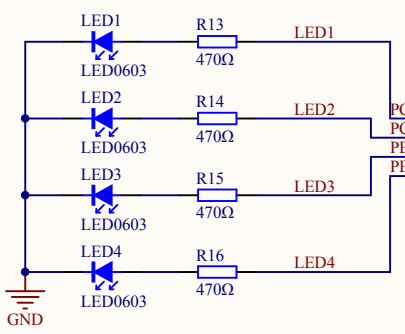 LED1
R13
LED1
LED0603
470Ω
LED2
R14
LED2
LED0603
470Ω
LED3
R15
LED3
LED0603
470Ω
LED4
R16
LED4
LED0603
470Ω
GND